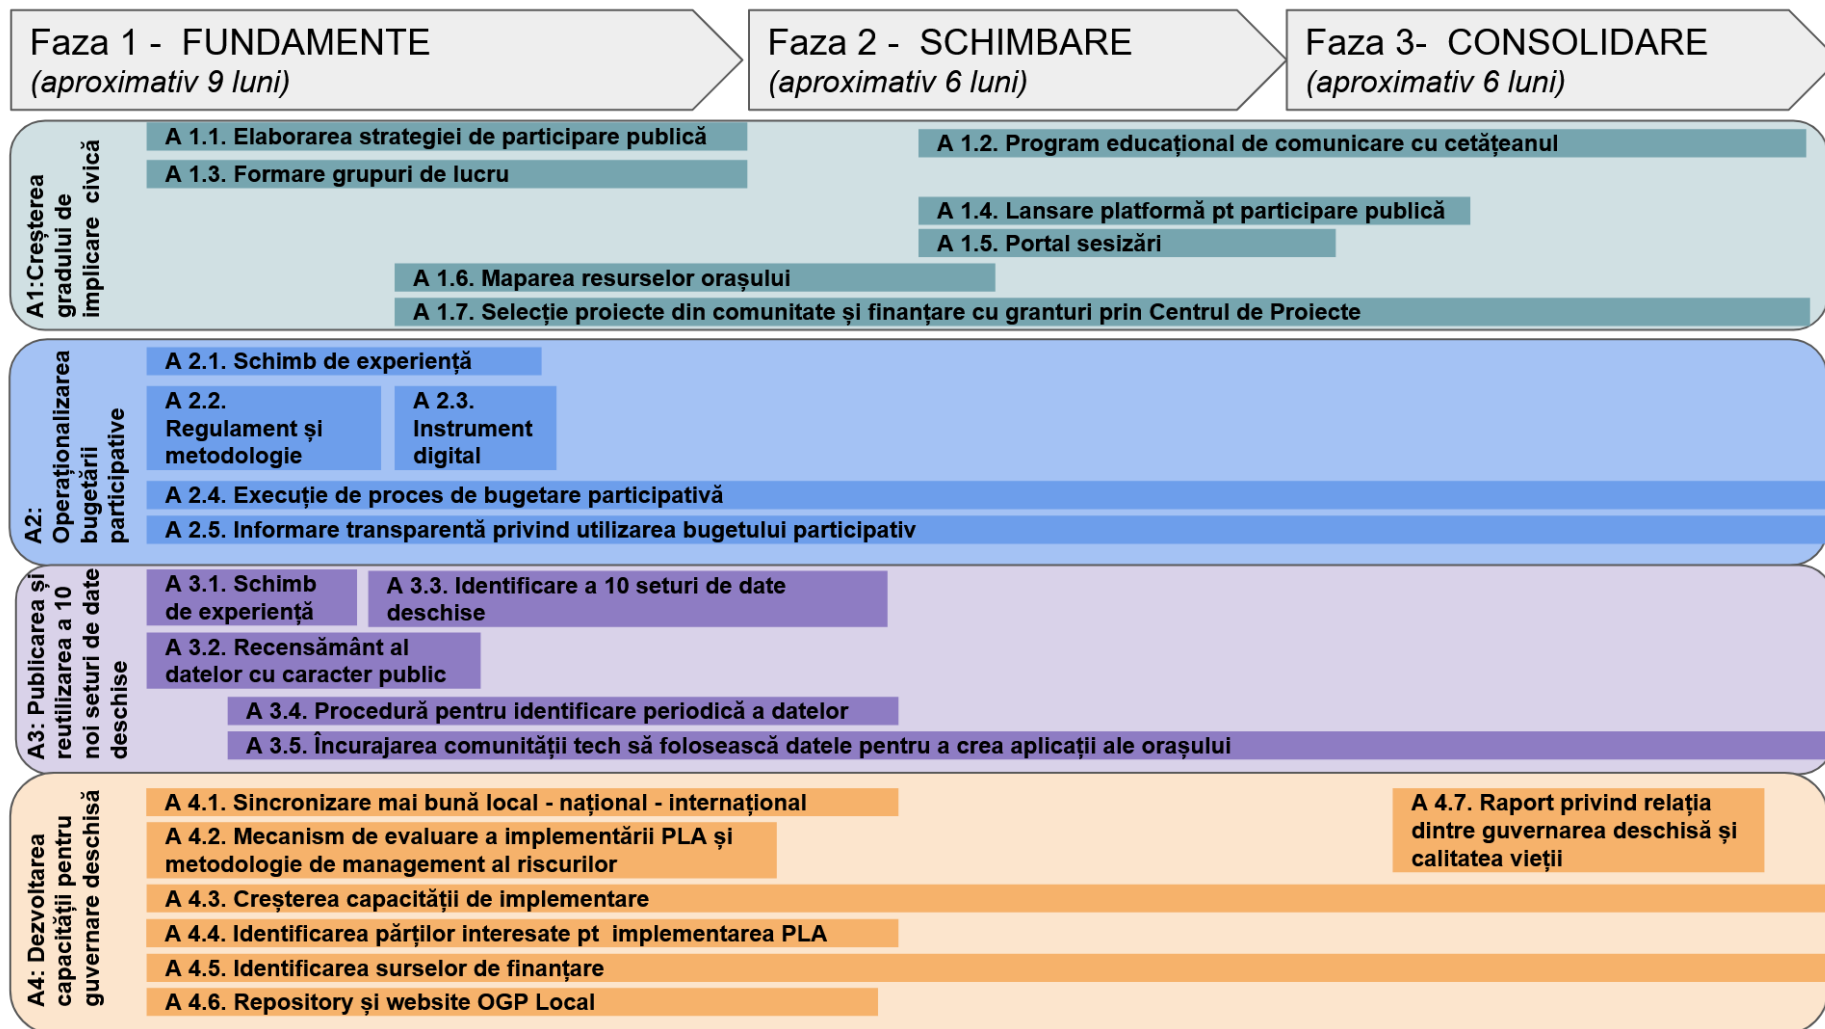 Faza 1 - FUNDAMENTE
(aproximativ 9 luni)
Faza 2 - SCHIMBARE
(aproximativ 6 luni)
Faza 3- CONSOLIDARE
(aproximativ 6 luni)
A1:Creșterea
gradului de
implicare civică
A 1.1. Elaborarea strategiei de participare publică
A 1.2. Program educațional de comunicare cu cetățeanul
A 1.3. Formare grupuri de lucru
A 1.4. Lansare platformă pt participare publică
A 1.5. Portal sesizări
A 1.6. Maparea resurselor orașului
A 1.7. Selecție proiecte din comunitate și finanțare cu granturi prin Centrul de Proiecte
A2:
Operaționalizarea
bugetării
participative
A 2.1. Schimb de experiență
A 2.2.
Regulament și
metodologie
A 2.3.
Instrument
digital
A 2.4. Execuție de proces de bugetare participativă
A 2.5. Informare transparentă privind utilizarea bugetului participativ
A3: Publicarea și
reutilizarea a 10
noi seturi de date
deschise
A 3.1. Schimb
de experiență
A 3.3. Identificare a 10 seturi de date
deschise
A 3.2. Recensământ al
datelor cu caracter public
A 3.4. Procedură pentru identificare periodică a datelor
A 3.5. Încurajarea comunității tech să folosească datele pentru a crea aplicații ale orașului
A4: Dezvoltarea
capacității pentru
guvernare deschisă
A 4.1. Sincronizare mai bună local - național - internațional
A 4.7. Raport privind relația
dintre guvernarea deschisă și
calitatea vieții
A 4.2. Mecanism de evaluare a implementării PLA și
metodologie de management al riscurilor
A 4.3. Creșterea capacității de implementare
A 4.4. Identificarea părților interesate pt implementarea PLA
A 4.5. Identificarea surselor de finanțare
A 4.6. Repository și website OGP Local